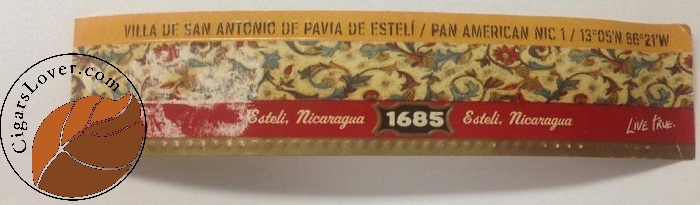 VILLA DE SAN ANTONIO DE PAVIA DE ESTELÍ / PAN AMERICAN NIC 1 / 13°05'N 86°21'W
Esteli, Nicaragua 1685 Esteli, Nicaragua LIVE TRUE.
CigarsLover.com